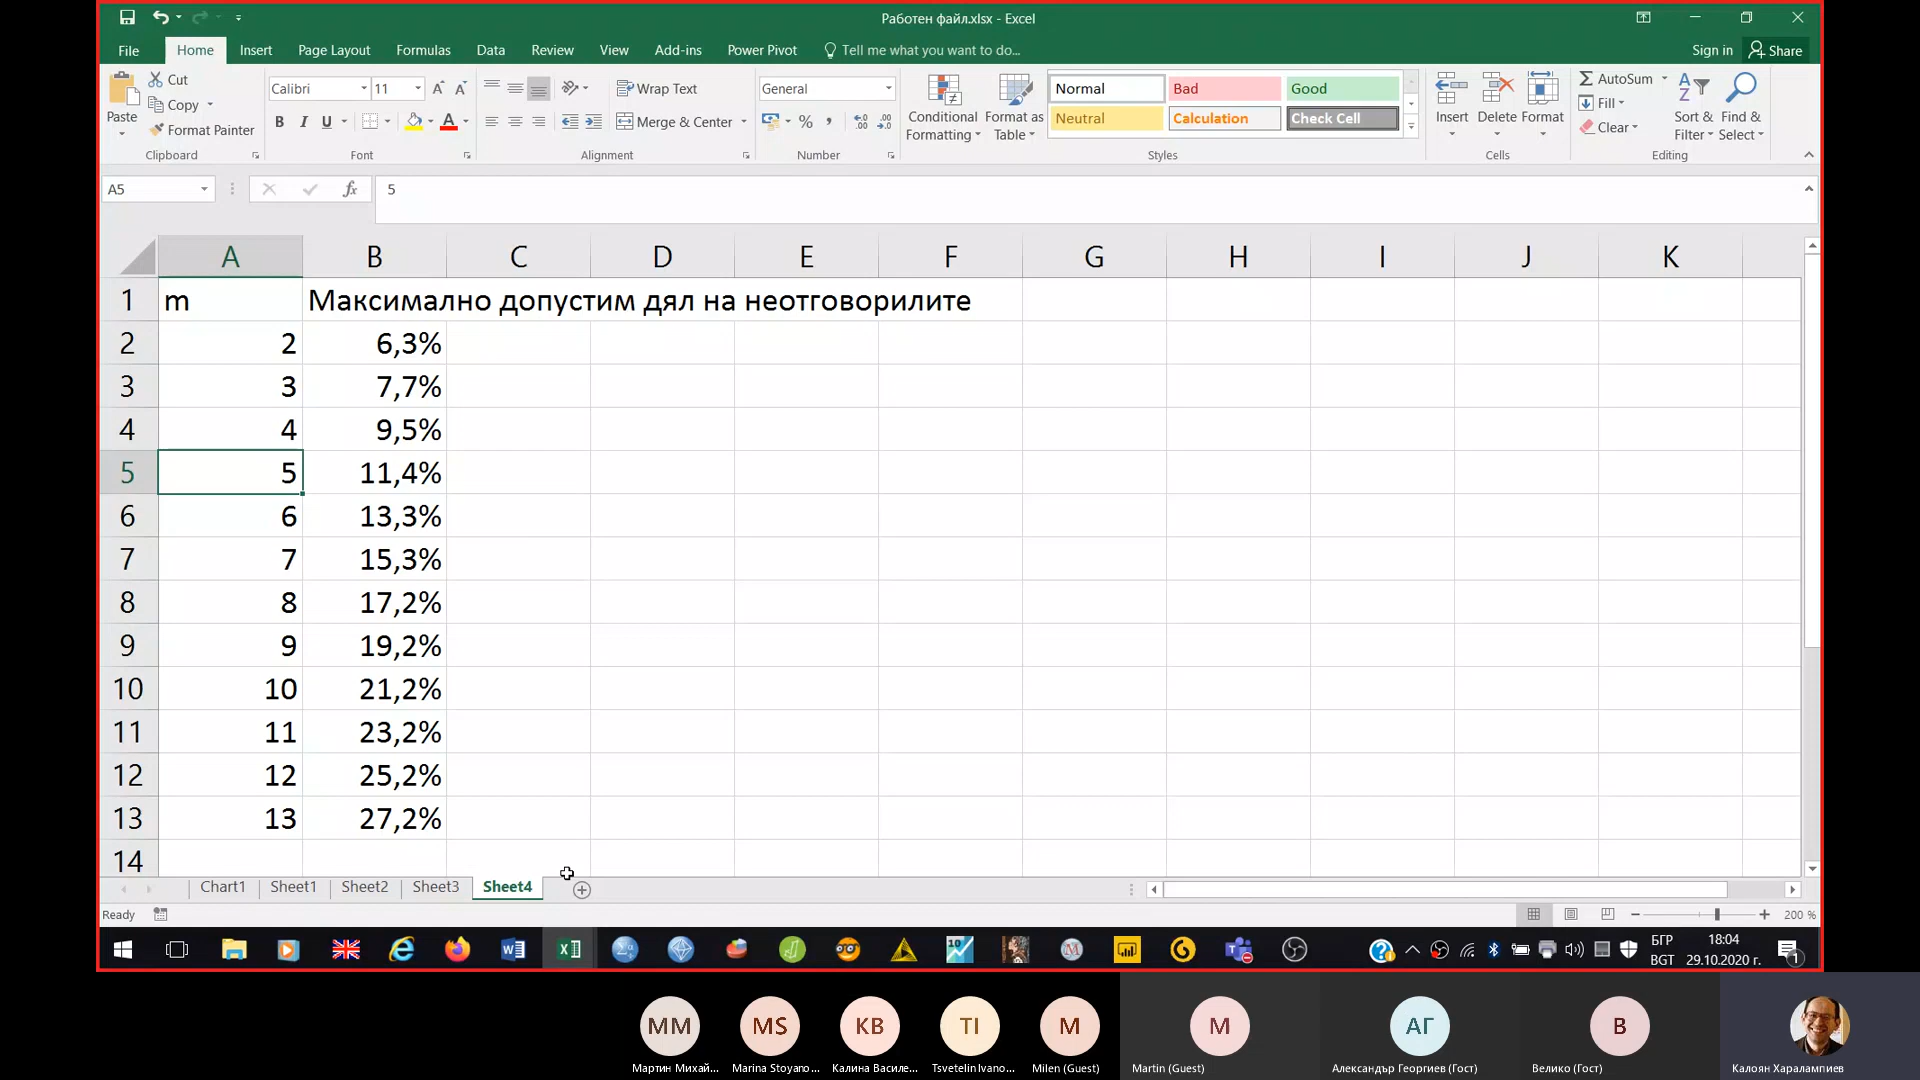 Работен файл.xlsx - Excel
File Home Insert Page Layout Formulas Data Review View Add-ins Power Pivot Tell me what you want to do... Sign in Share
Paste
Cut
Copy
Format Painter
Clipboard
Calibri 11
B I U
Font
Wrap Text
Merge & Center
Alignment
General
%
Number
Conditional Formatting
Format as Table
Normal Bad Good
Neutral Calculation Check Cell
Styles
Insert Delete Format
Cells
AutoSum
Fill
Clear
Sort & Filter
Find & Select
Editing
A5 fx 5
A B C D E F G H I J K
1 m Максимално допустим дял на неотговорилите
2 2 6,3%
3 3 7,7%
4 4 9,5%
5 5 11,4%
6 6 13,3%
7 7 15,3%
8 8 17,2%
9 9 19,2%
10 10 21,2%
11 11 23,2%
12 12 25,2%
13 13 27,2%
14
Chart1 Sheet1 Sheet2 Sheet3 Sheet4
Ready 200 %
БГР 18:04
BGT 29.10.2020 г.
1
MM MS KB TI M M АГ В
Мартин Михай... Marina Stoyano... Калина Василе... Tsvetelin Ivano... Milen (Guest) Martin (Guest) Александър Георгиев (Гост) Велико (Гост) Калоян Харалампиев